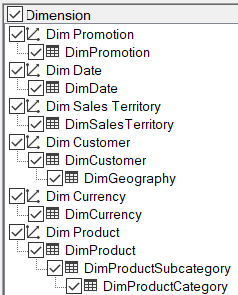 Dimension
Dim Promotion
DimPromotion
Dim Date
DimDate
Dim Sales Territory
DimSalesTerritory
Dim Customer
DimCustomer
DimGeography
Dim Currency
DimCurrency
Dim Product
DimProduct
DimProductSubcategory
DimProductCategory